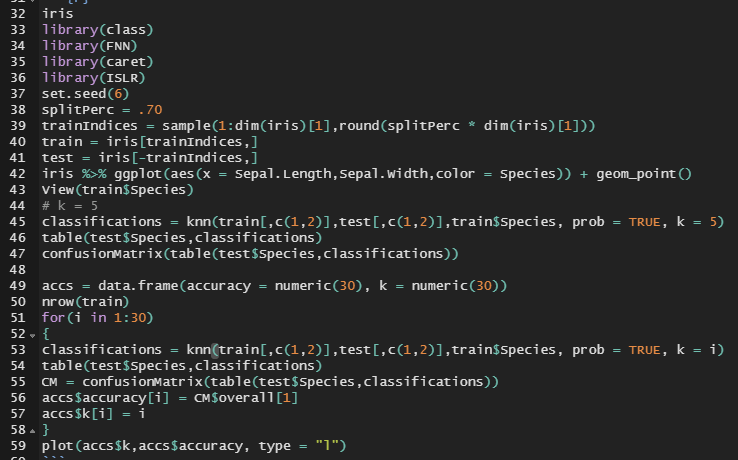 32 iris
33 library(class)
34 library(FNN)
35 library(caret)
36 library(ISLR)
37 set.seed(6)
38 splitPerc = .70
39 trainIndices = sample(1:dim(iris)[1],round(splitPerc * dim(iris)[1]))
40 train = iris[trainIndices,]
41 test = iris[-trainIndices,]
42 iris %>% ggplot(aes(x = Sepal.Length,Sepal.Width,color = Species)) + geom_point()
43 View(train$Species)
44 # k = 5
45 classifications = knn(train[,c(1,2)],test[,c(1,2)],train$Species, prob = TRUE, k = 5)
46 table(test$Species,classifications)
47 confusionMatrix(table(test$Species,classifications))
48
49 accs = data.frame(accuracy = numeric(30), k = numeric(30))
50 nrow(train)
51 for(i in 1:30)
52 {
53 classifications = knn(train[,c(1,2)],test[,c(1,2)],train$Species, prob = TRUE, k = i)
54 table(test$Species,classifications)
55 CM = confusionMatrix(table(test$Species,classifications))
56 accs$accuracy[i] = CM$overall[1]
57 accs$k[i] = i
58 }
59 plot(accs$k,accs$accuracy, type = "l")